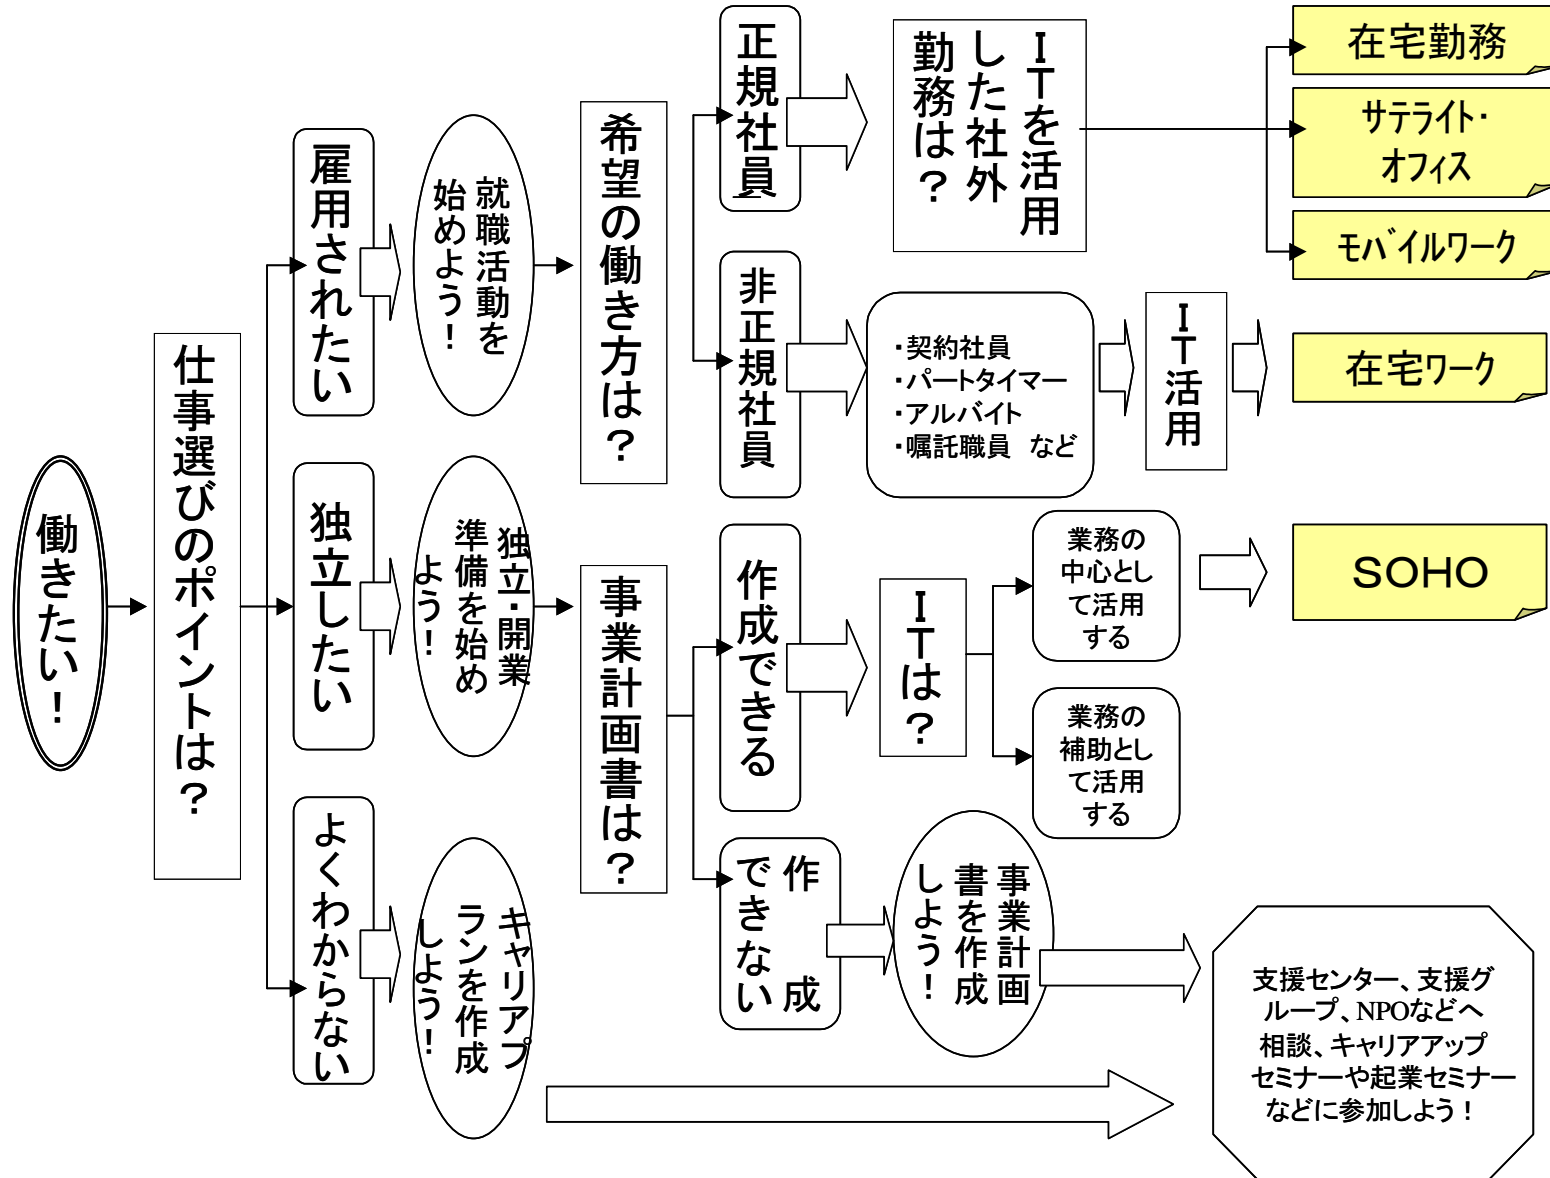 働きたい！
仕事選びのポイントは？
雇用されたい
就職活動を
始めよう！
希望の働き方は？
正規社員
ＩＴを活用
した社外
勤務は？
在宅勤務
サテライト・
オフィス
モバイルワーク
非正規社員
・契約社員
・パートタイマー
・アルバイト
・嘱託職員　など
ＩＴ活用
在宅ワーク
独立したい
独立・開業
準備を始め
よう！
事業計画書は？
作成できる
ＩＴは？
業務の
中心とし
て活用
する
SOHO
業務の
補助とし
て活用
する
作成
できない
事業計画
書を作成
しよう！
よくわからない
キャリアプ
ランを作成
しよう！
支援センター、支援グ
ループ、NPOなどへ
相談、キャリアアップ
セミナーや起業セミナー
などに参加しよう！